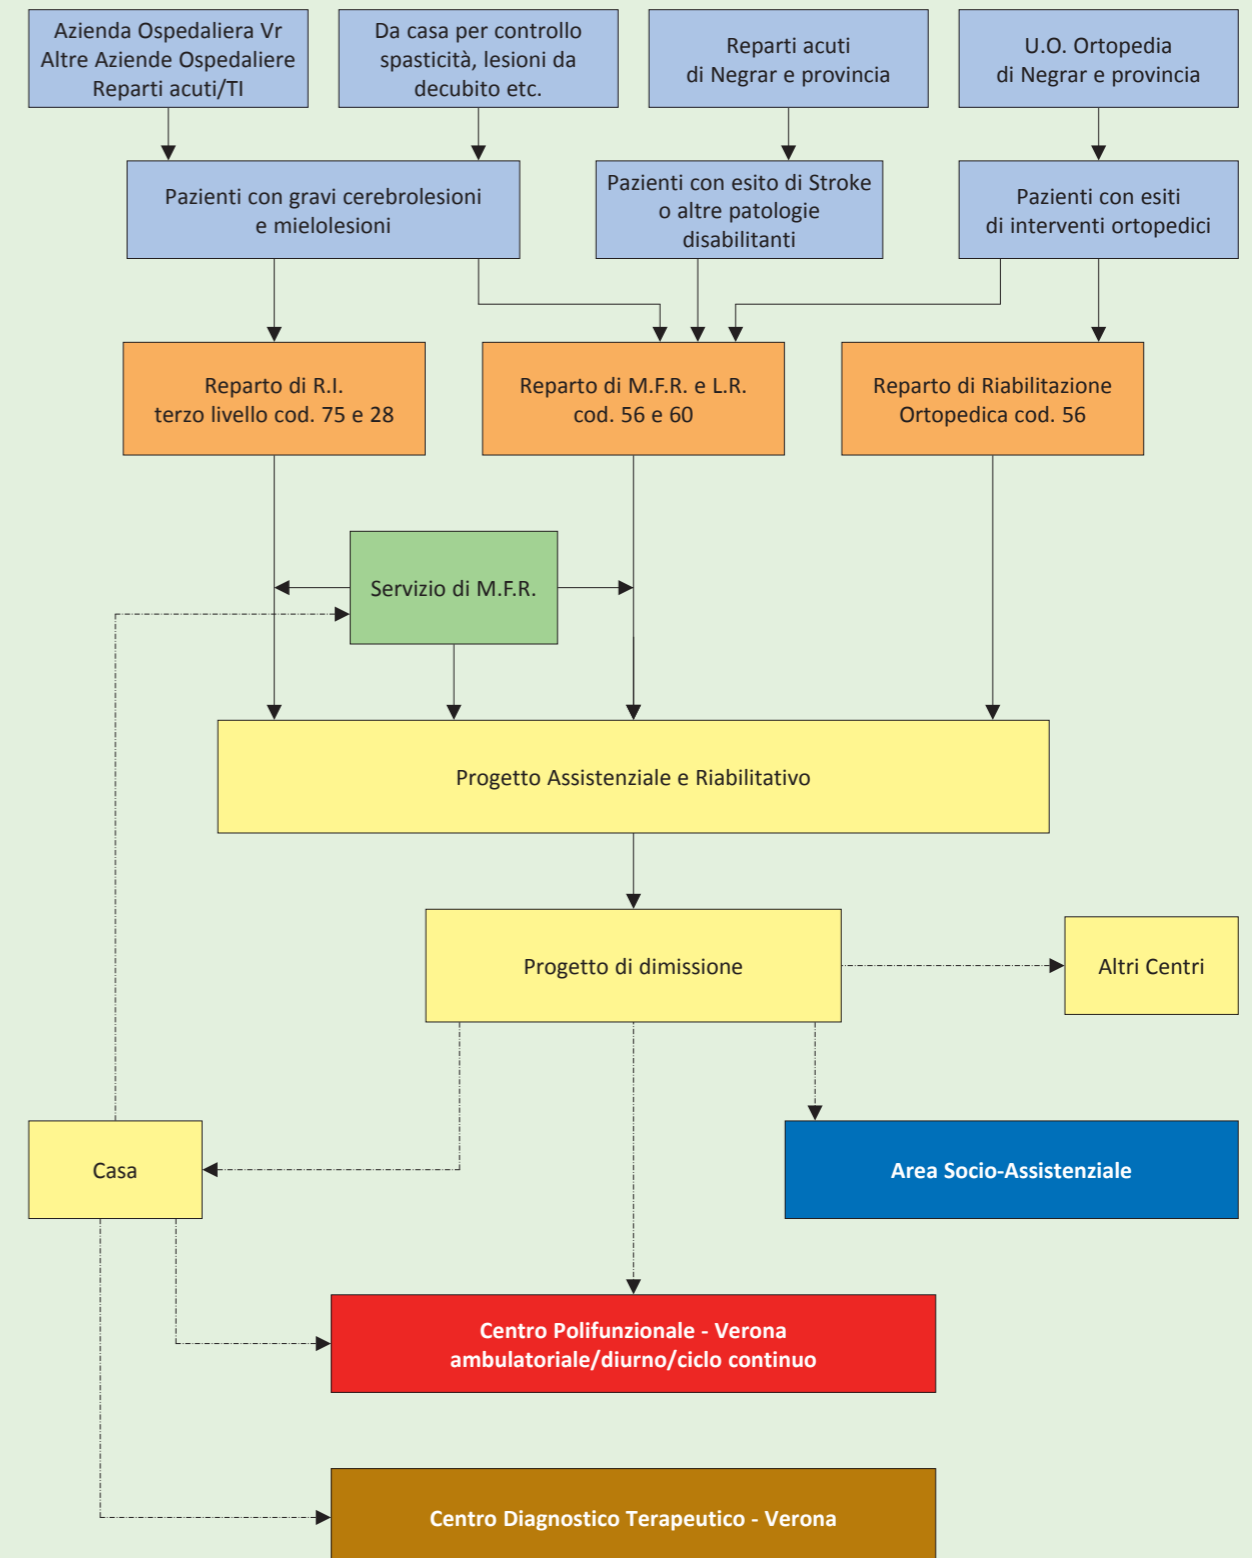 Azienda Ospedaliera Vr
Altre Aziende Ospedaliere
Reparti acuti/TI
Da casa per controllo
spasticità, lesioni da
decubito etc.
Reparti acuti
di Negrar e provincia
U.O. Ortopedia
di Negrar e provincia
Pazienti con gravi cerebrolesioni
e mielolesioni
Pazienti con esito di Stroke
o altre patologie
disabilitanti
Pazienti con esiti
di interventi ortopedici
Reparto di R.I.
terzo livello cod. 75 e 28
Reparto di M.F.R. e L.R.
cod. 56 e 60
Reparto di Riabilitazione
Ortopedica cod. 56
Servizio di M.F.R.
Progetto Assistenziale e Riabilitativo
Progetto di dimissione
Altri Centri
Casa
Area Socio-Assistenziale
Centro Polifunzionale - Verona
ambulatoriale/diurno/ciclo continuo
Centro Diagnostico Terapeutico - Verona